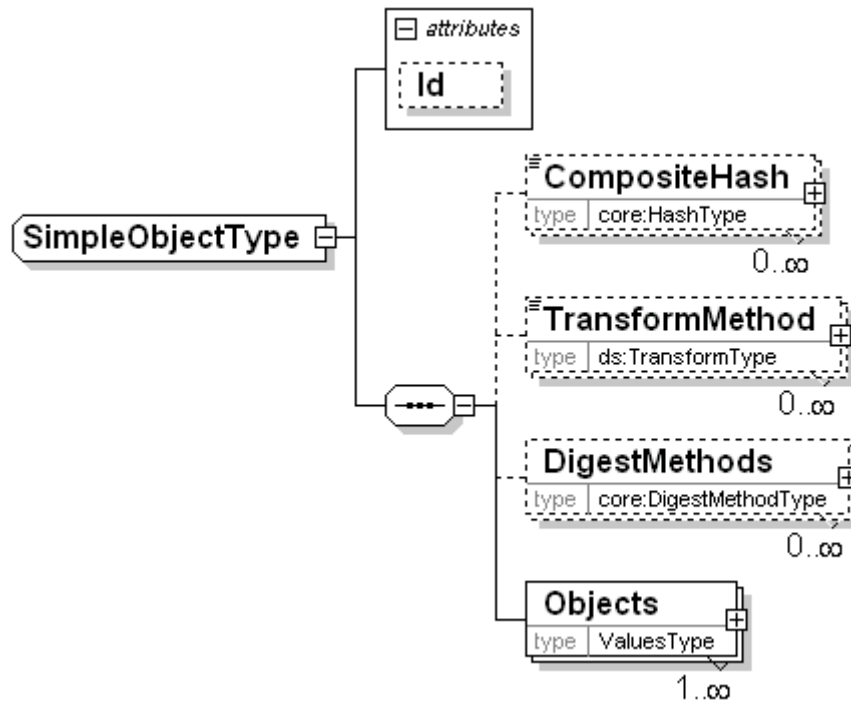 attributes
Id
SimpleObjectType
CompositeHash
type core:HashType
0..∞
TransformMethod
type ds:TransformType
0..∞
DigestMethods
type core:DigestMethodType
0..∞
Objects
type ValuesType
1..∞